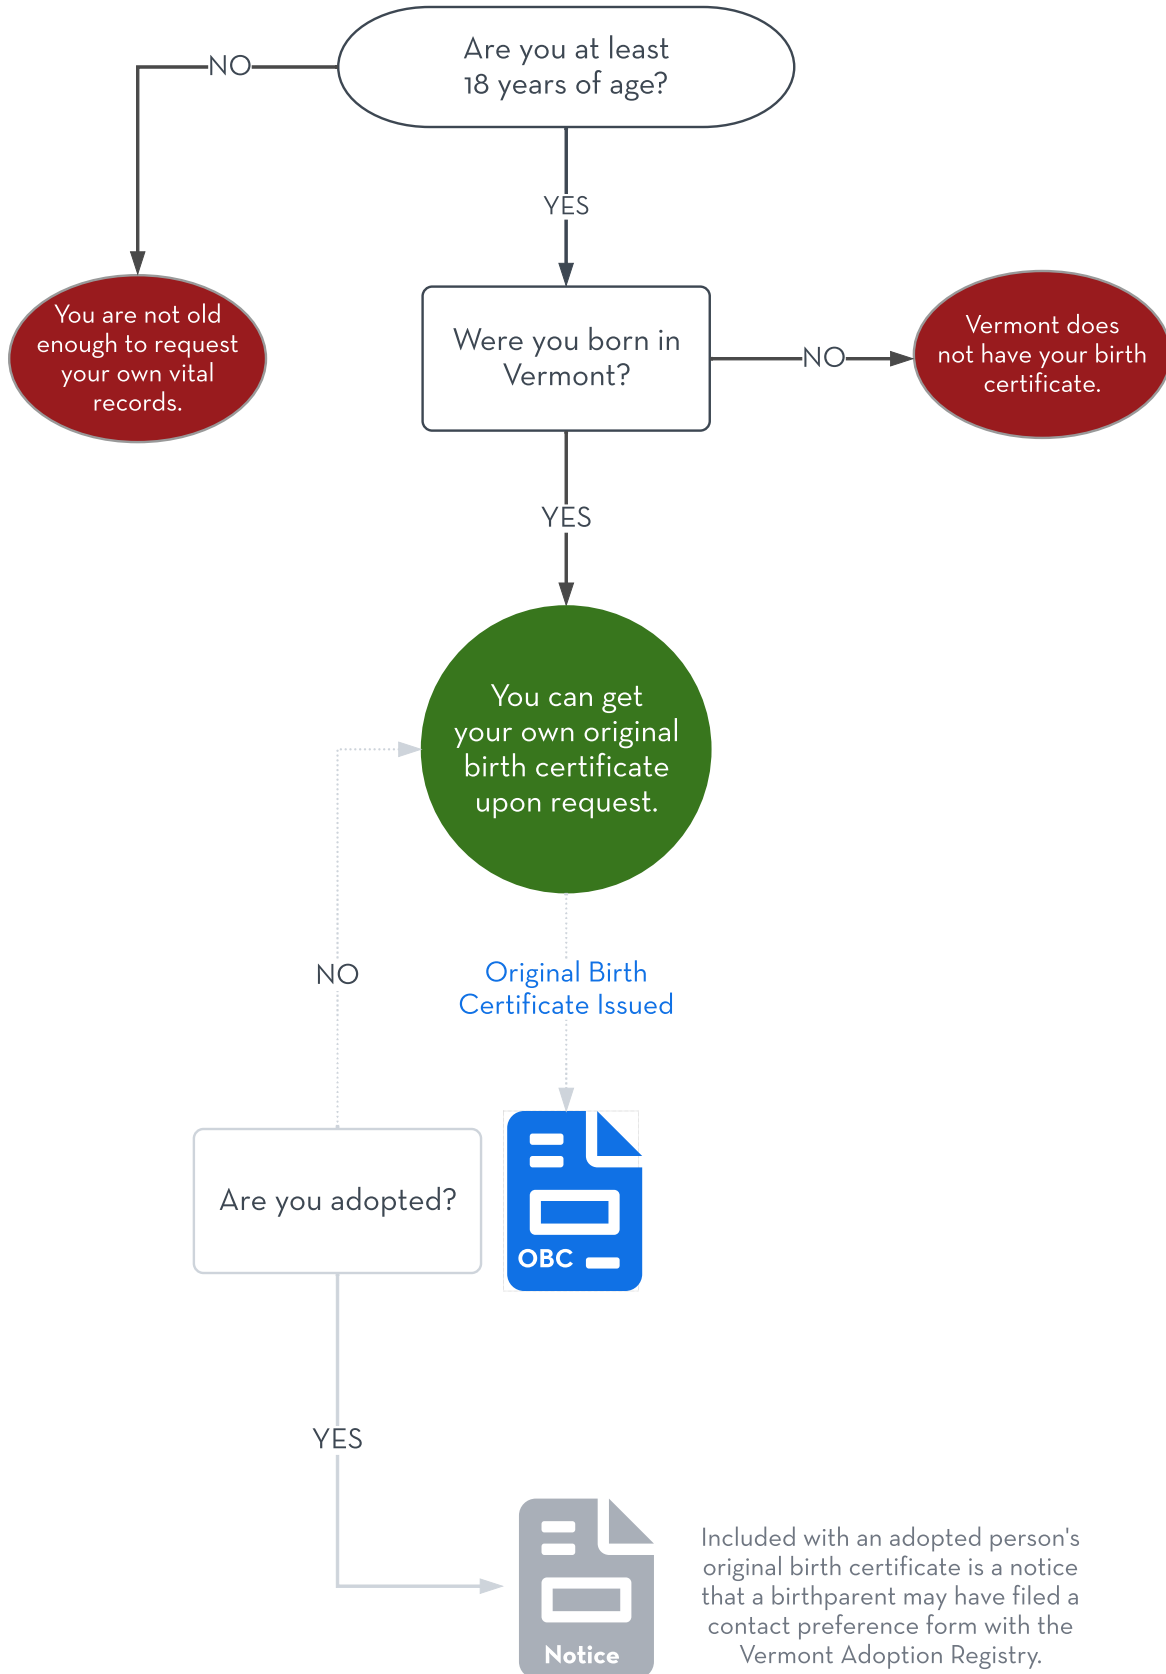 Are you at least
18 years of age?
NO
YES
You are not old
enough to request
your own vital
records.
Were you born in
Vermont?
NO
Vermont does
not have your birth
certificate.
YES
You can get
your own original
birth certificate
upon request.
NO
Original Birth
Certificate Issued
Are you adopted?
OBC
YES
Notice
Included with an adopted person's
original birth certificate is a notice
that a birthparent may have filed a
contact preference form with the
Vermont Adoption Registry.